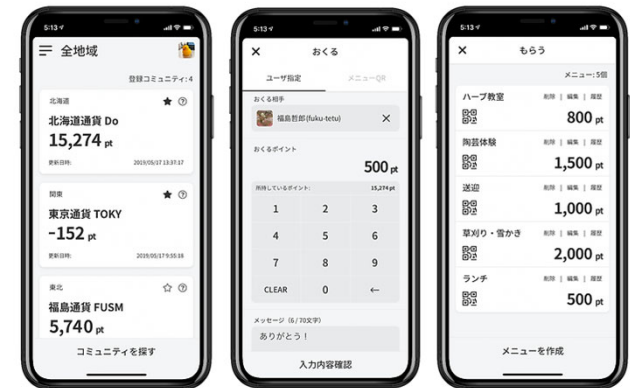 5:13
全地域
登録コミュニティ: 4
北海道
北海道通貨 Do
15,274 pt
更新日時: 2019/05/17 13:37:17
関東
東京通貨 TOKY
-152 pt
更新日時: 2019/05/17 9:55:18
東北
福島通貨 FUSM
5,740 pt
コミュニティを探す
5:13
おくる
ユーザ指定 メニューQR
おくる相手
福島哲郎(fuku-tetu)
おくるポイント
500 pt
所持しているポイント: 15,274 pt
1 2 3
4 5 6
7 8 9
CLEAR 0 ←
メッセージ (6 / 70文字)
ありがとう！
入力内容確認
5:13
もらう
メニュー: 5個
ハーブ教室 削除 | 編集 | 履歴
800 pt
陶芸体験 削除 | 編集 | 履歴
1,500 pt
送迎 削除 | 編集 | 履歴
1,000 pt
草刈り・雪かき 削除 | 編集 | 履歴
2,000 pt
ランチ 削除 | 編集 | 履歴
500 pt
メニューを作成